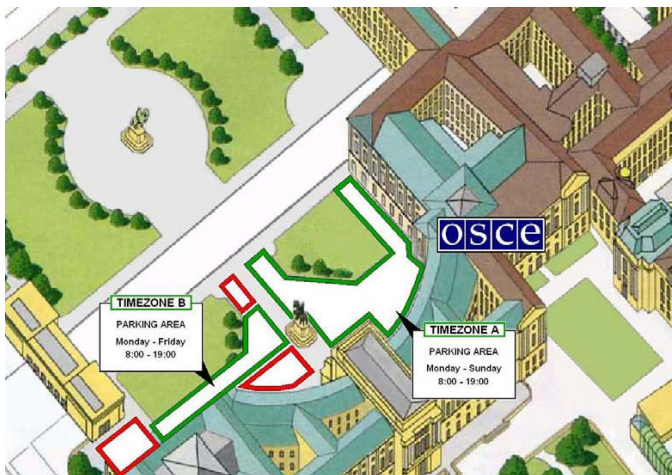 osce
TIMEZONE B
PARKING AREA
Monday - Friday
8:00 - 19:00
TIMEZONE A
PARKING AREA
Monday - Sunday
8:00 - 19:00